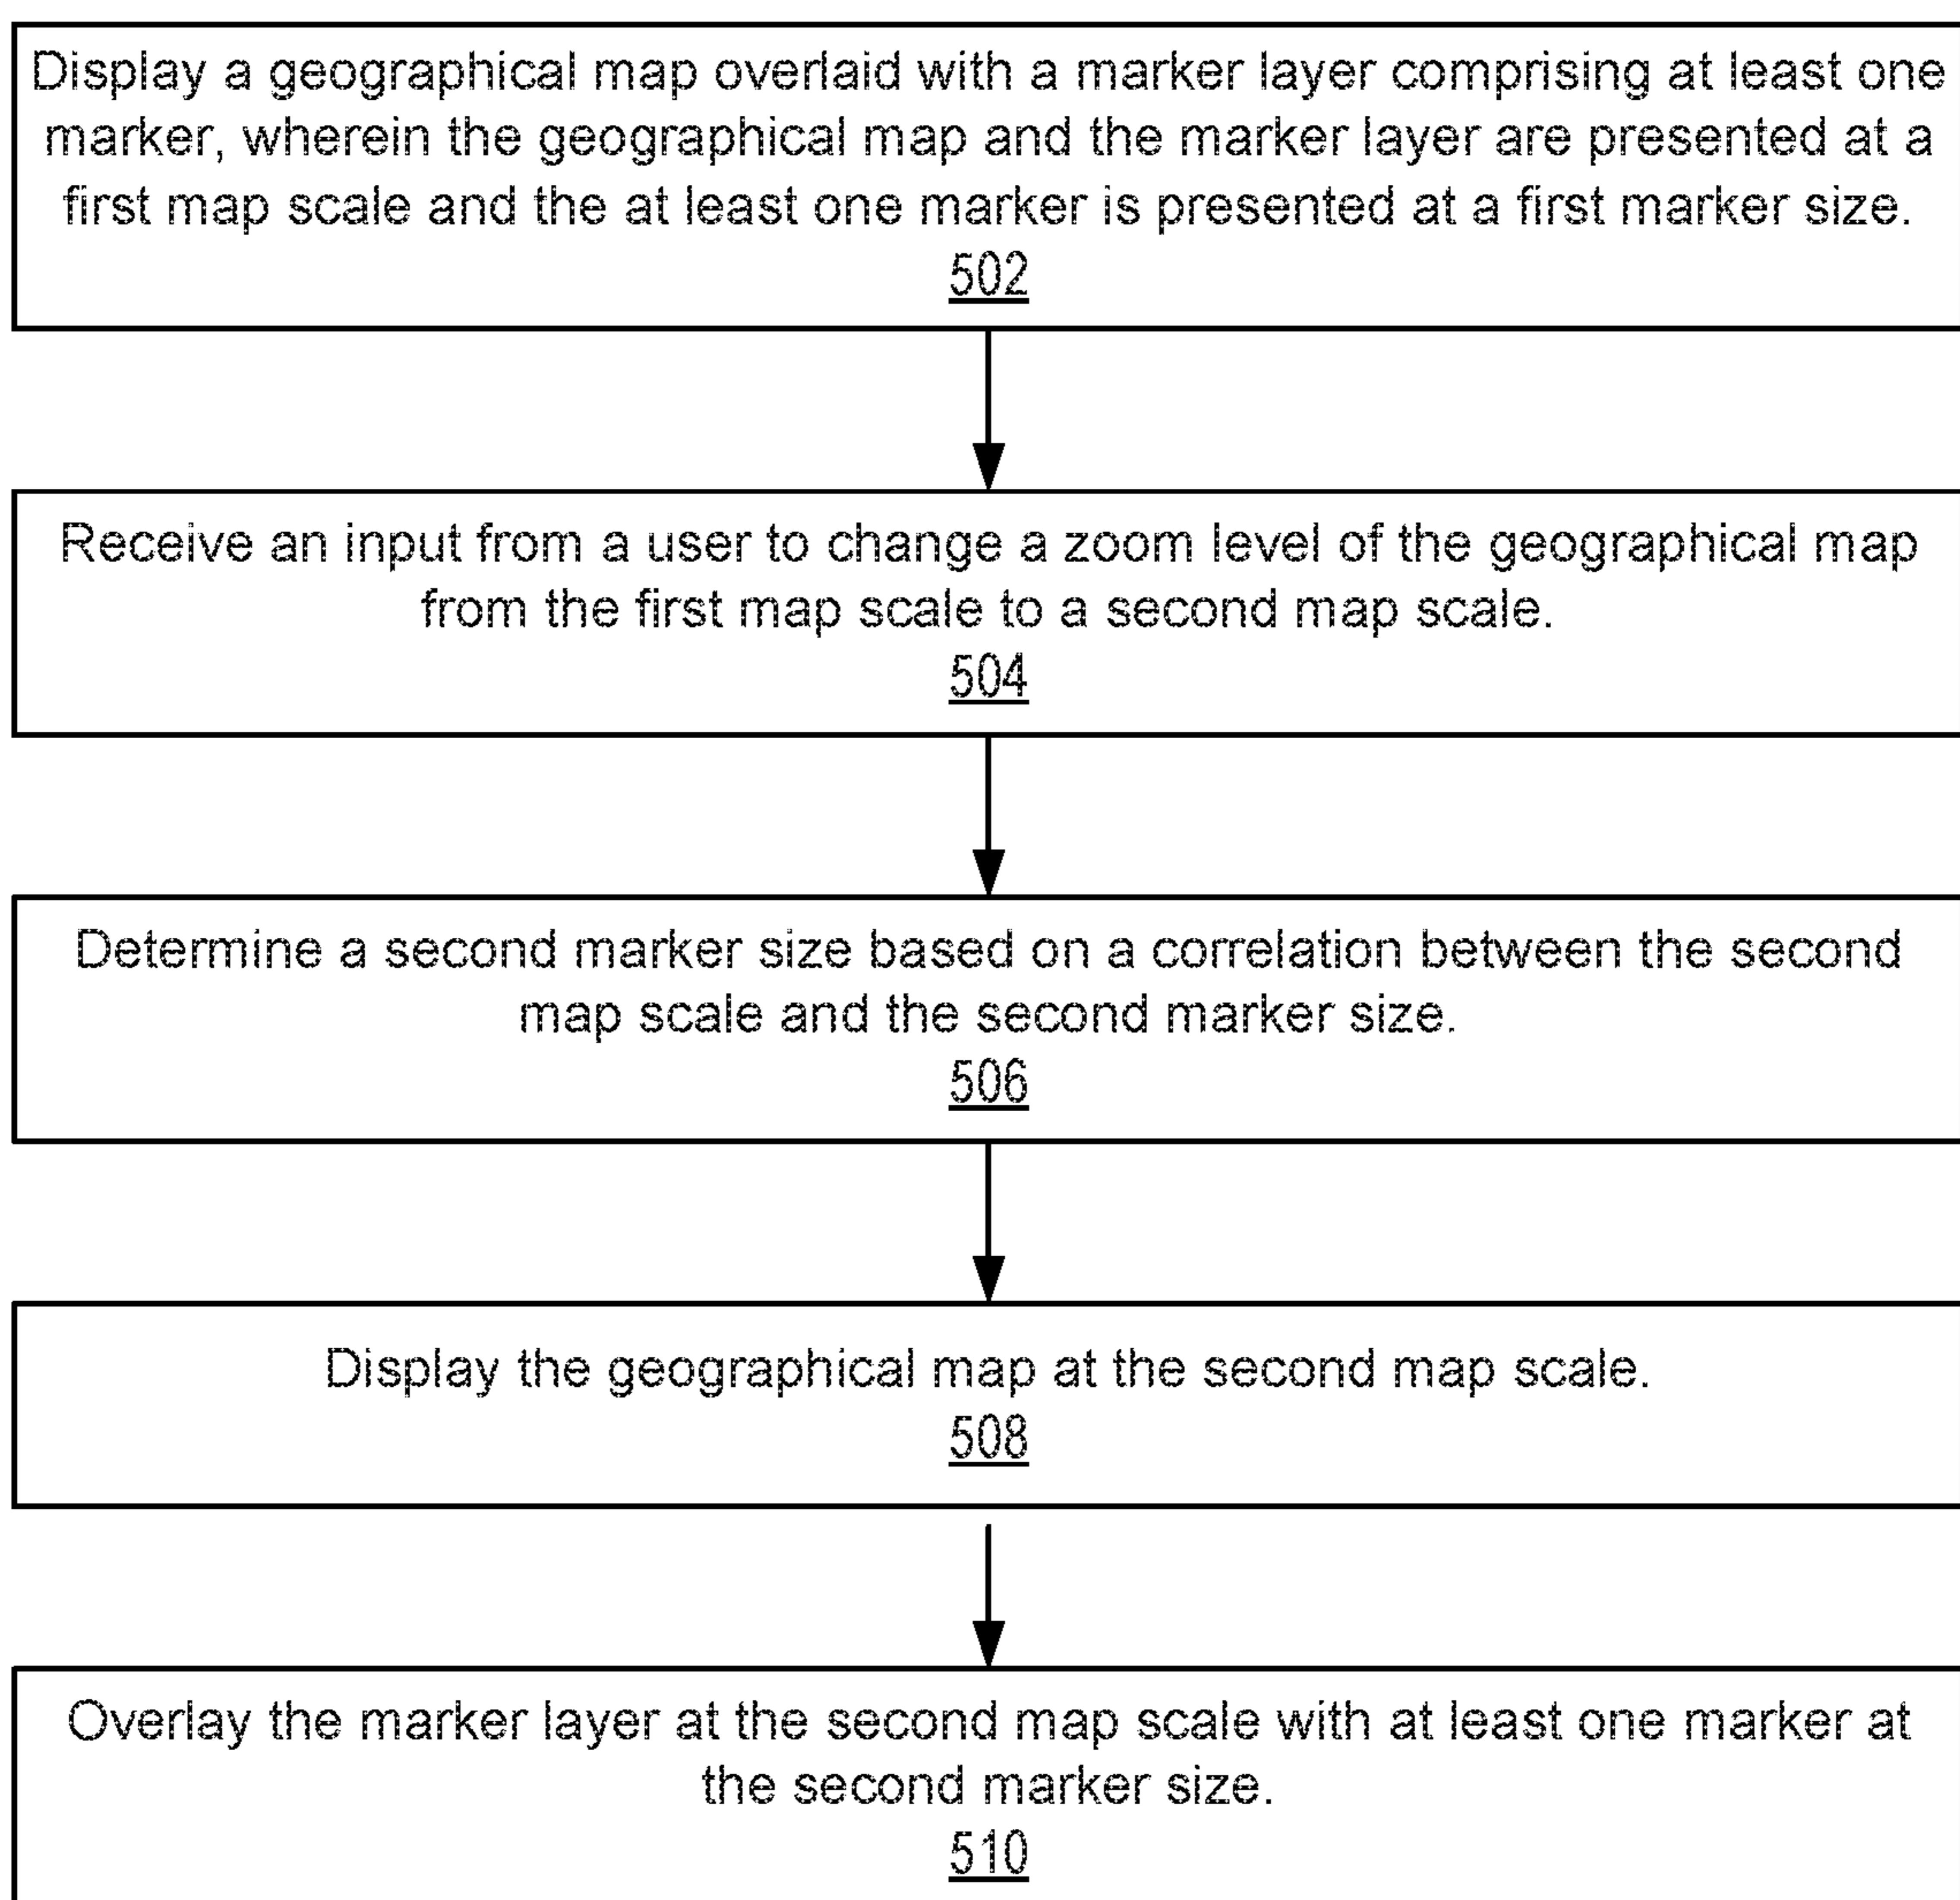 Display a geographical map overlaid with a marker layer comprising at least one
marker, wherein the geographical map and the marker layer are presented at a
first map scale and the at least one marker is presented at a first marker size.
502
Receive an input from a user to change a zoom level of the geographical map
from the first map scale to a second map scale.
504
Determine a second marker size based on a correlation between the second
map scale and the second marker size.
506
Display the geographical map at the second map scale.
508
Overlay the marker layer at the second map scale with at least one marker at
the second marker size.
510